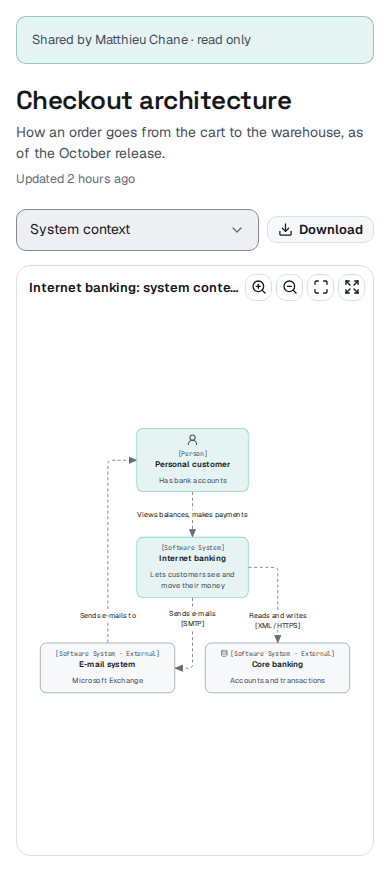 Shared by Matthieu Chane · read only
Checkout architecture
How an order goes from the cart to the warehouse, as
of the October release.
Updated 2 hours ago
System context
Download
Internet banking: system conte…
[Person]
Personal customer
Has bank accounts
Views balances, makes payments
[Software System]
Internet banking
Lets customers see and
move their money
Sends e-mails to
Sends e-mails
[SMTP]
Reads and writes
[XML/HTTPS]
[Software System · External]
E-mail system
Microsoft Exchange
[Software System · External]
Core banking
Accounts and transactions